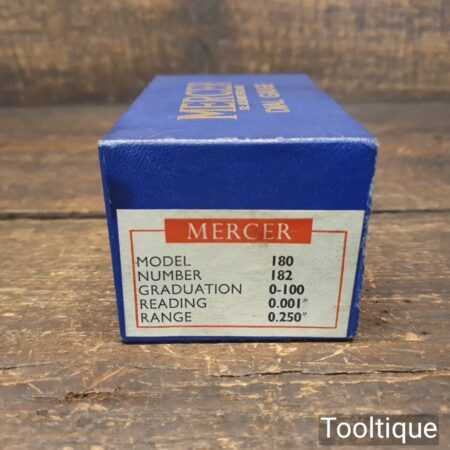 MERCER
DIAL GAUGE
MERCER
MODEL 180
NUMBER 182
GRADUATION 0-100
READING 0.001"
RANGE 0.250"
Tooltique